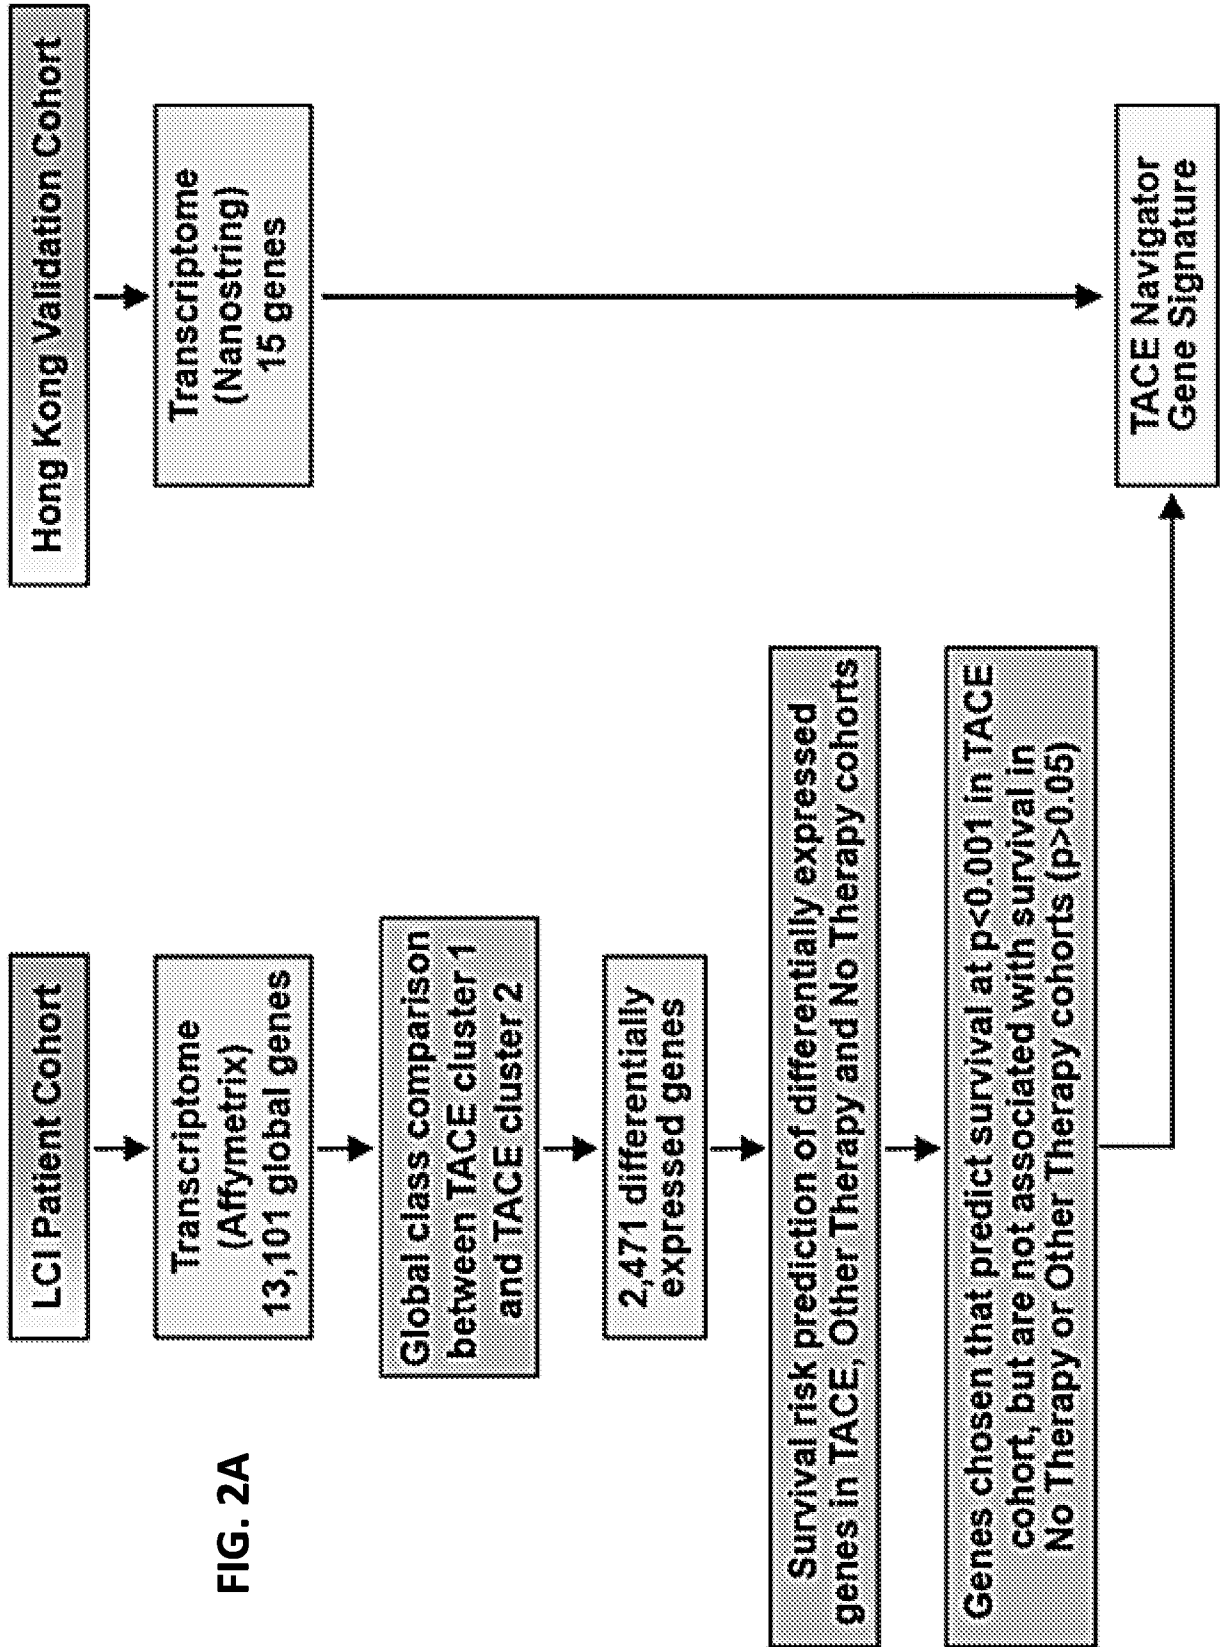 FIG. 2A
LCI Patient Cohort
Transcriptome
(Affymetrix)
13,101 global genes
Global class comparison
between TACE cluster 1
and TACE cluster 2
2,471 differentially
expressed genes
Survival risk prediction of differentially expressed
genes in TACE, Other Therapy and No Therapy cohorts
Genes chosen that predict survival at p<0.001 in TACE
cohort, but are not associated with survival in
No Therapy or Other Therapy cohorts (p>0.05)
Hong Kong Validation Cohort
Transcriptome
(Nanostring)
15 genes
TACE Navigator
Gene Signature